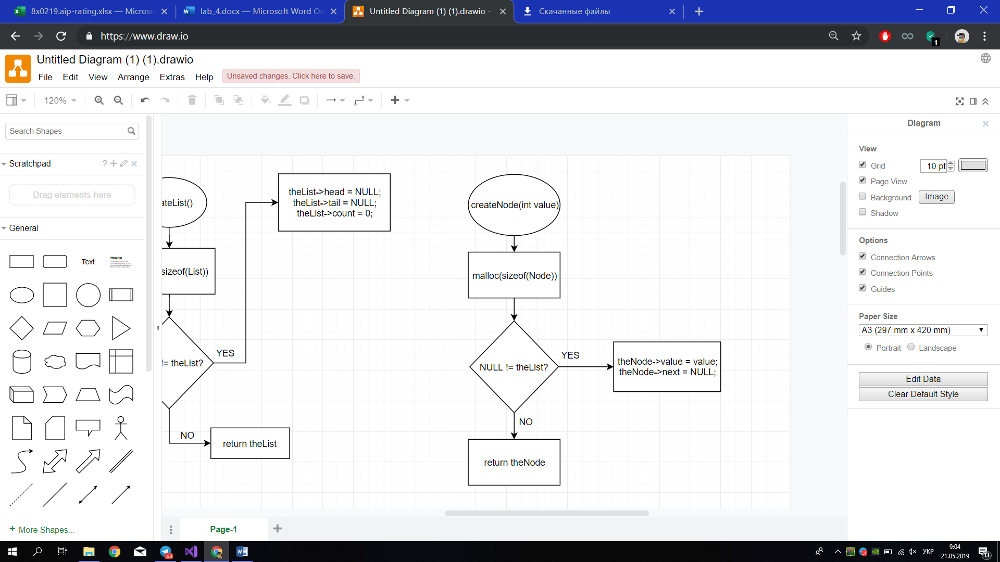 8x0219.aip-rating.xlsx — Microso
lab_4.docx — Microsoft Word On
Untitled Diagram (1) (1).drawio -
Скачанные файлы
https://www.draw.io
1
Untitled Diagram (1) (1).drawio
File Edit View Arrange Extras Help
Unsaved changes. Click here to save.
120%
Search Shapes
Scratchpad
?
Drag elements here
General
Text
Heading
More Shapes...
ateList()
sizeof(List))
!= theList?
YES
NO
return theList
theList->head = NULL;
theList->tail = NULL;
theList->count = 0;
createNode(int value)
malloc(sizeof(Node))
NULL != theList?
YES
theNode->value = value;
theNode->next = NULL;
NO
return theNode
Page-1
Diagram
View
Grid
10 pt
Page View
Background
Image
Shadow
Options
Connection Arrows
Connection Points
Guides
Paper Size
A3 (297 mm x 420 mm)
Portrait
Landscape
Edit Data
Clear Default Style
84
УКР
9:04
21.05.2019
13